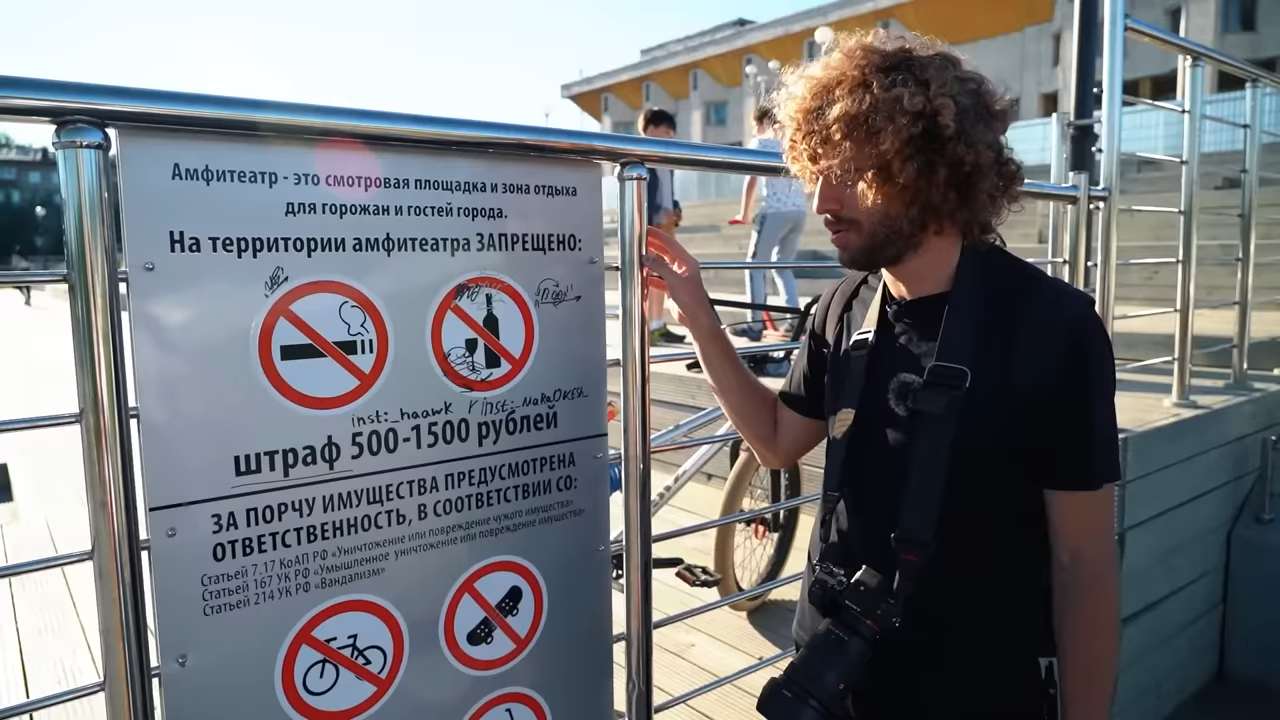 Амфитеатр - это смотровая площадка и зона отдыха
для горожан и гостей города.
На территории амфитеатра ЗАПРЕЩЕНО:
inst:_haawk
inst:_NaRaOKESh_
штраф 500-1500 рублей
ЗА ПОРЧУ ИМУЩЕСТВА ПРЕДУСМОТРЕНА
ОТВЕТСТВЕННОСТЬ, В СООТВЕТСТВИИ СО:
Статьей 7.17 КоАП РФ «Уничтожение или повреждение чужого имущества»
Статьей 167 УК РФ «Умышленное уничтожение или повреждение имущества»
Статьей 214 УК РФ «Вандализм»